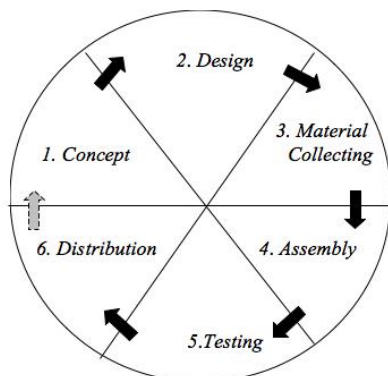 2. Design
3. Material
Collecting
1. Concept
6. Distribution
4. Assembly
5.Testing